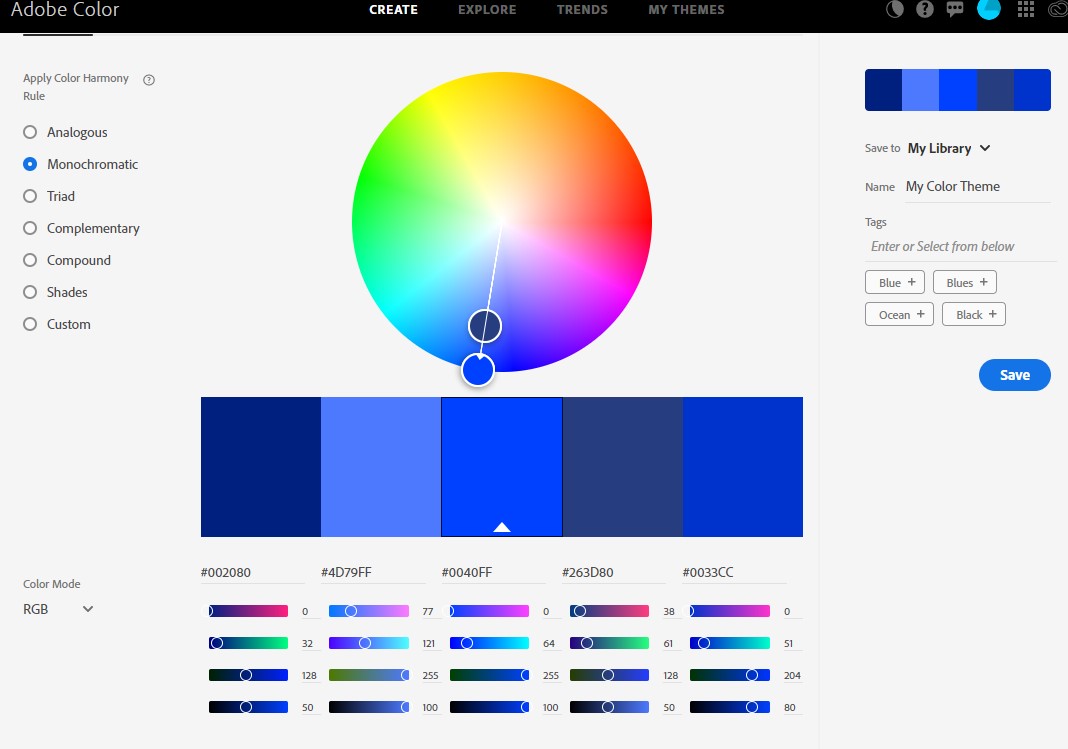 Adobe Color
CREATE EXPLORE TRENDS MY THEMES
Apply Color Harmony
Rule
Analogous
Monochromatic
Triad
Complementary
Compound
Shades
Custom
Save to My Library
Name My Color Theme
Tags
Enter or Select from below
Blue + Blues +
Ocean + Black +
Save
Color Mode
RGB
#002080 #4D79FF #0040FF #263D80 #0033CC
0 77 0 38 0
32 121 64 61 51
128 255 255 128 204
50 100 100 50 80